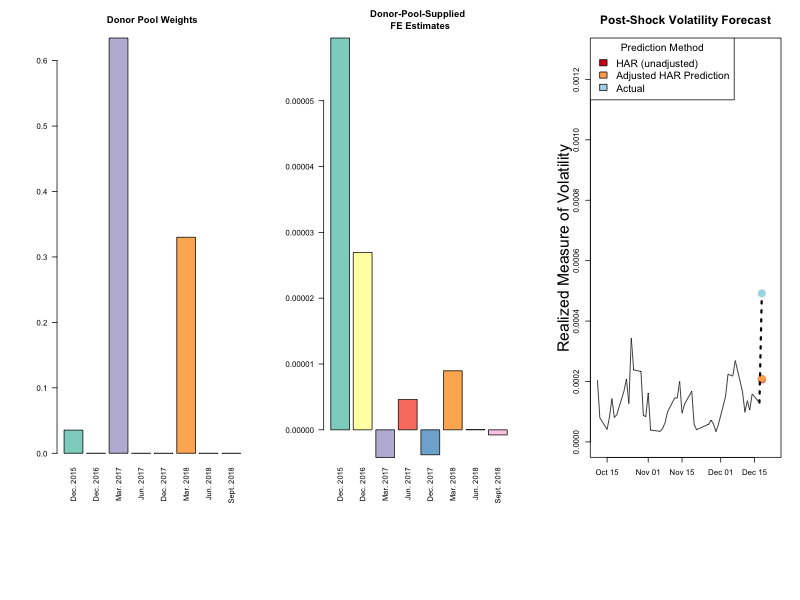 Donor Pool Weights
0.6
0.5
0.4
0.3
0.2
0.1
0.0
Dec. 2015
Dec. 2016
Mar. 2017
Jun. 2017
Dec. 2017
Mar. 2018
Jun. 2018
Sept. 2018
Donor-Pool-Supplied
FE Estimates
0.00005
0.00004
0.00003
0.00002
0.00001
0.00000
Dec. 2015
Dec. 2016
Mar. 2017
Jun. 2017
Dec. 2017
Mar. 2018
Jun. 2018
Sept. 2018
Post-Shock Volatility Forecast
Prediction Method
HAR (unadjusted)
Adjusted HAR Prediction
Actual
Realized Measure of Volatility
0.0012
0.0010
0.0008
0.0006
0.0004
0.0002
0.0000
Oct 15
Nov 01
Nov 15
Dec 01
Dec 15